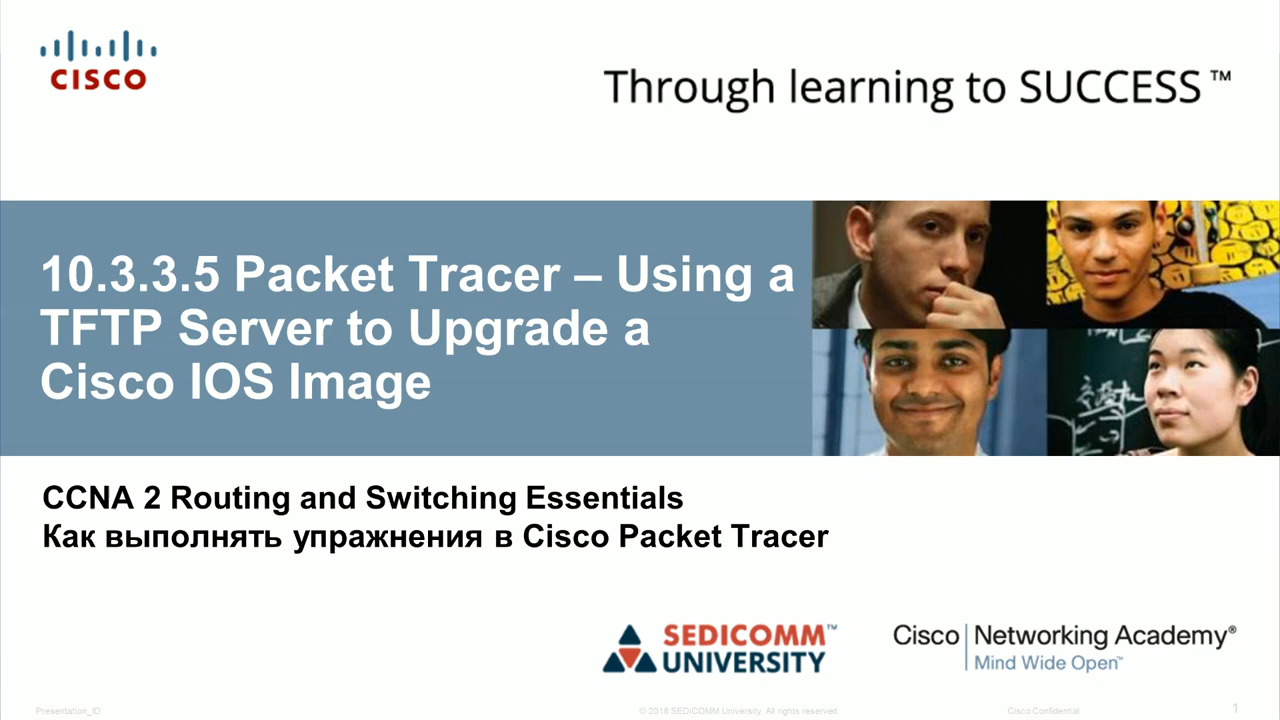 CISCO
Through learning to SUCCESS™
10.3.3.5 Packet Tracer – Using a
TFTP Server to Upgrade a
Cisco IOS Image
CCNA 2 Routing and Switching Essentials
Как выполнять упражнения в Cisco Packet Tracer
SEDICOMM™
UNIVERSITY
Cisco Networking Academy®
Mind Wide Open™
Presentation_ID
© 2018 SEDICOMM University. All rights reserved.
Cisco Confidential
1